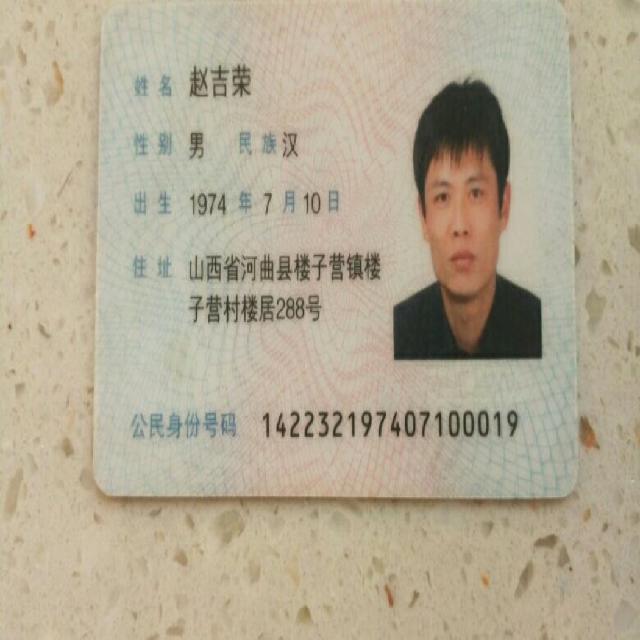 姓名 赵吉荣
性别 男 民族 汉
出生 1974 年 7 月 10 日
住址 山西省河曲县楼子营镇楼
子营村楼居288号
公民身份号码 142232197407100019